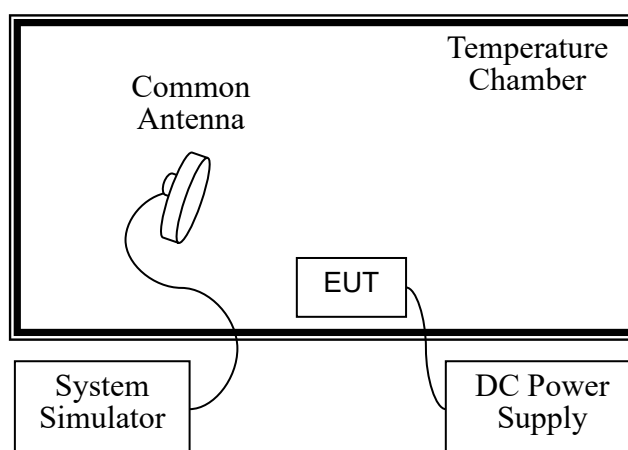 Temperature
Chamber
Common
Antenna
EUT
System
Simulator
DC Power
Supply